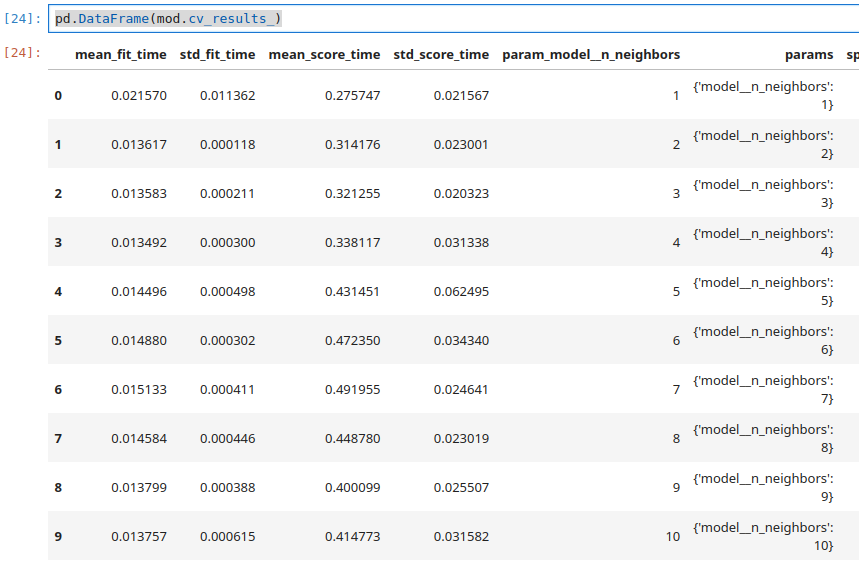 [24]: pd.DataFrame(mod.cv_results_)
[24]: mean_fit_time std_fit_time mean_score_time std_score_time param_model__n_neighbors params sp
0 0.021570 0.011362 0.275747 0.021567 1 {'model__n_neighbors':
1}
1 0.013617 0.000118 0.314176 0.023001 2 {'model__n_neighbors':
2}
2 0.013583 0.000211 0.321255 0.020323 3 {'model__n_neighbors':
3}
3 0.013492 0.000300 0.338117 0.031338 4 {'model__n_neighbors':
4}
4 0.014496 0.000498 0.431451 0.062495 5 {'model__n_neighbors':
5}
5 0.014880 0.000302 0.472350 0.034340 6 {'model__n_neighbors':
6}
6 0.015133 0.000411 0.491955 0.024641 7 {'model__n_neighbors':
7}
7 0.014584 0.000446 0.448780 0.023019 8 {'model__n_neighbors':
8}
8 0.013799 0.000388 0.400099 0.025507 9 {'model__n_neighbors':
9}
9 0.013757 0.000615 0.414773 0.031582 10 {'model__n_neighbors':
10}